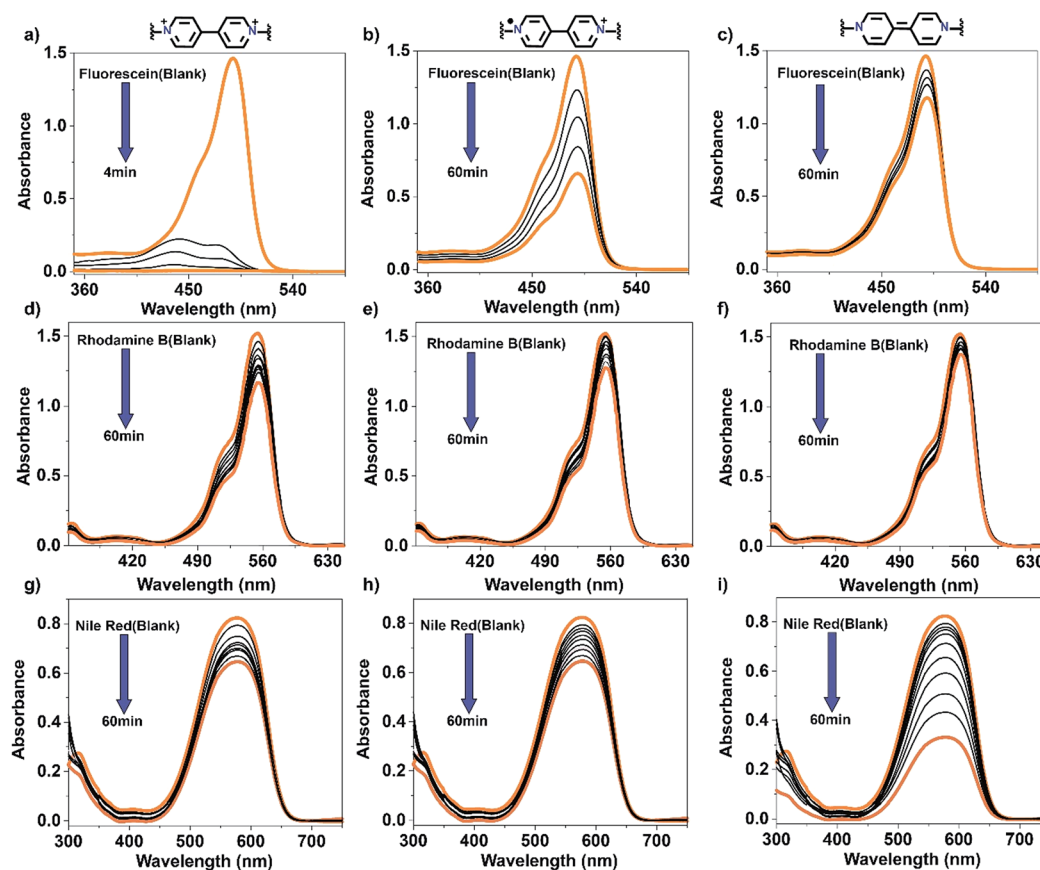 a)
+
N
+
N
Fluorescein(Blank)
4min
1.5
1.0
0.5
0.0
360
450
540
Absorbance
Wavelength (nm)
b)
•
N
+
N
Fluorescein(Blank)
60min
1.5
1.0
0.5
0.0
360
450
540
Absorbance
Wavelength (nm)
c)
N
N
Fluorescein(Blank)
60min
1.5
1.0
0.5
0.0
360
450
540
Absorbance
Wavelength (nm)
d)
Rhodamine B(Blank)
60min
1.5
1.0
0.5
0.0
420
490
560
630
Absorbance
Wavelength (nm)
e)
Rhodamine B(Blank)
60min
1.5
1.0
0.5
0.0
420
490
560
630
Absorbance
Wavelength (nm)
f)
Rhodamine B(Blank)
60min
1.5
1.0
0.5
0.0
420
490
560
630
Absorbance
Wavelength (nm)
g)
Nile Red(Blank)
60min
0.8
0.6
0.4
0.2
0.0
300
400
500
600
700
Absorbance
Wavelength (nm)
h)
Nile Red(Blank)
60min
0.8
0.6
0.4
0.2
0.0
300
400
500
600
700
Absorbance
Wavelength (nm)
i)
Nile Red(Blank)
60min
0.8
0.6
0.4
0.2
0.0
300
400
500
600
700
Absorbance
Wavelength (nm)